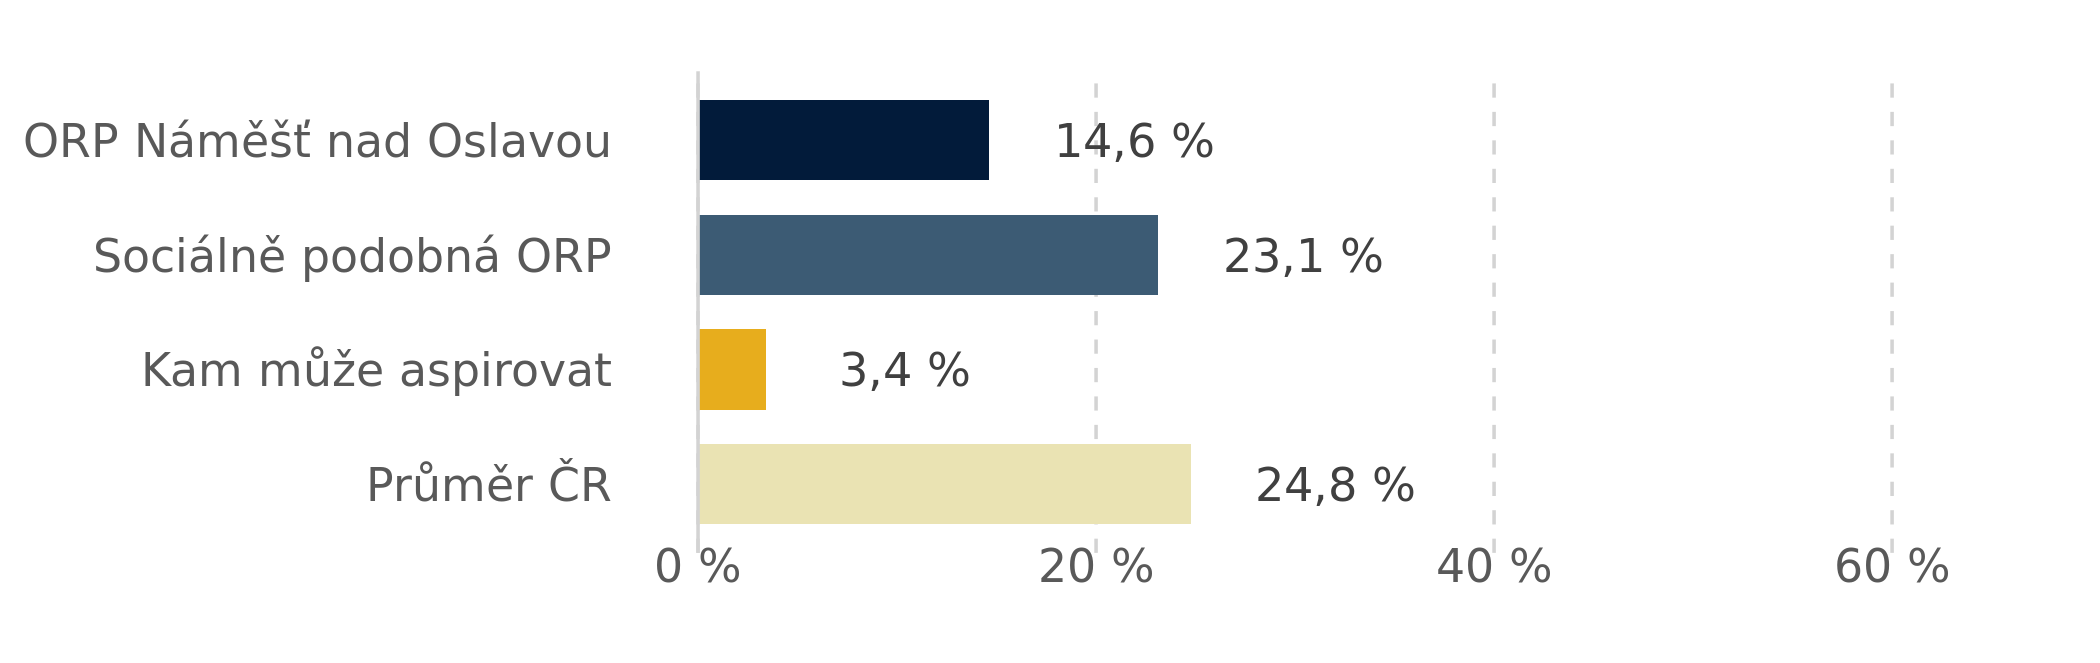 ORP Náměšť nad Oslavou 14,6 %
Sociálně podobná ORP 23,1 %
Kam může aspirovat 3,4 %
Průměr ČR 24,8 %
0 % 20 % 40 % 60 %